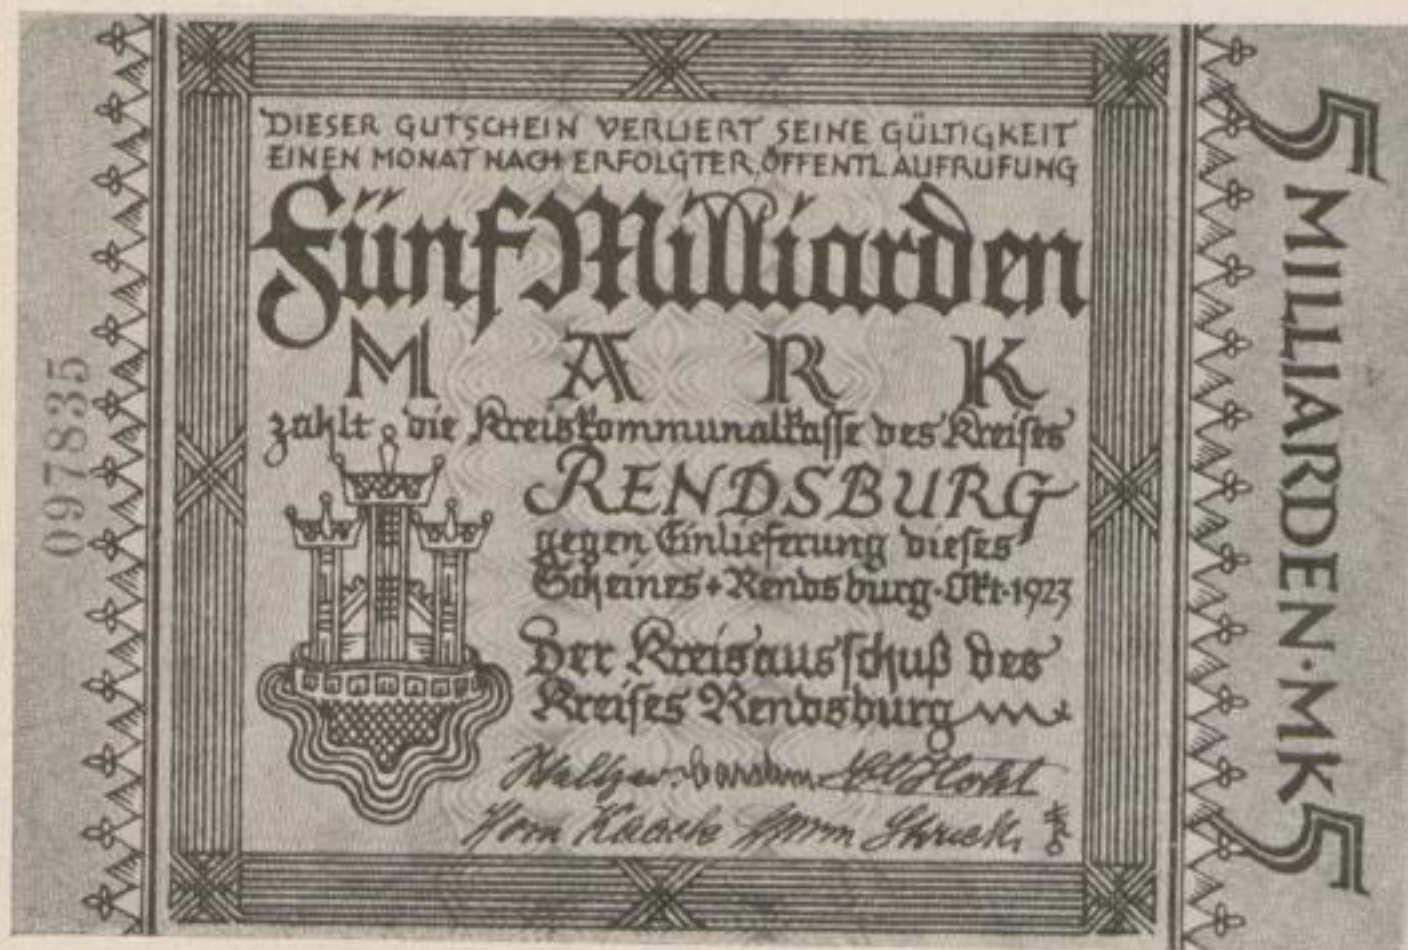 DIESER GUTSCHEIN VERLIERT SEINE GÜLTIGKEIT
EINEN MONAT NACH ERFOLGTER ÖFFENTL AUFRUFUNG
Fünf Milliarden
MARK
zahlt die Kreiskommunalkasse des Kreises
RENDSBURG
gegen Einlieferung dieses
Scheines + Rendsburg · Okt · 1923
Der Kreisausschuß des
Kreises Rendsburg
097835
5 MILLIARDEN · MK 5